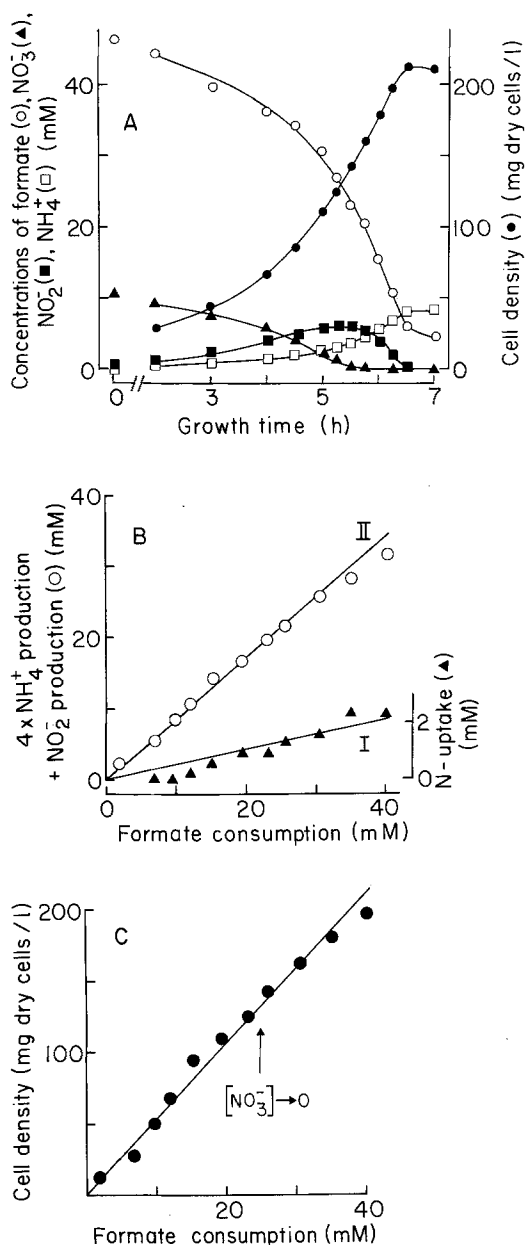 Concentrations of formate (○), NO₃⁻(▲),
NO₂⁻(■), NH₄⁺(□) (mM)
40
20
0
A
200
100
0
Cell density (●) (mg dry cells / l)
0 3 5 7
Growth time (h)
4 x NH₄⁺ production
+ NO₂⁻ production (○) (mM)
40
20
0
B
II
I
2
0
N-uptake (▲)
(mM)
0 20 40
Formate consumption (mM)
Cell density (mg dry cells / l)
200
100
C
[NO₃⁻]→0
20 40
Formate consumption (mM)